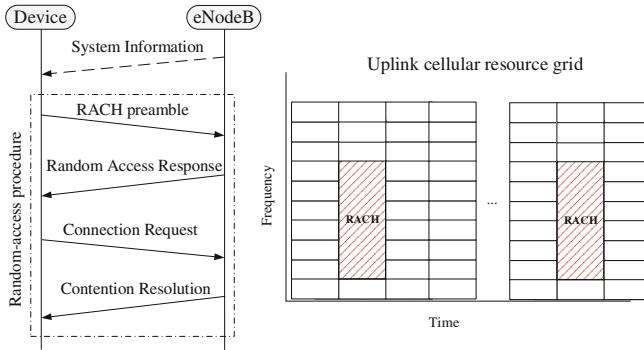 Device
eNodeB
System Information
RACH preamble
Random Access Response
Connection Request
Contention Resolution
Random-access procedure
Uplink cellular resource grid
Frequency
RACH
...
RACH
Time